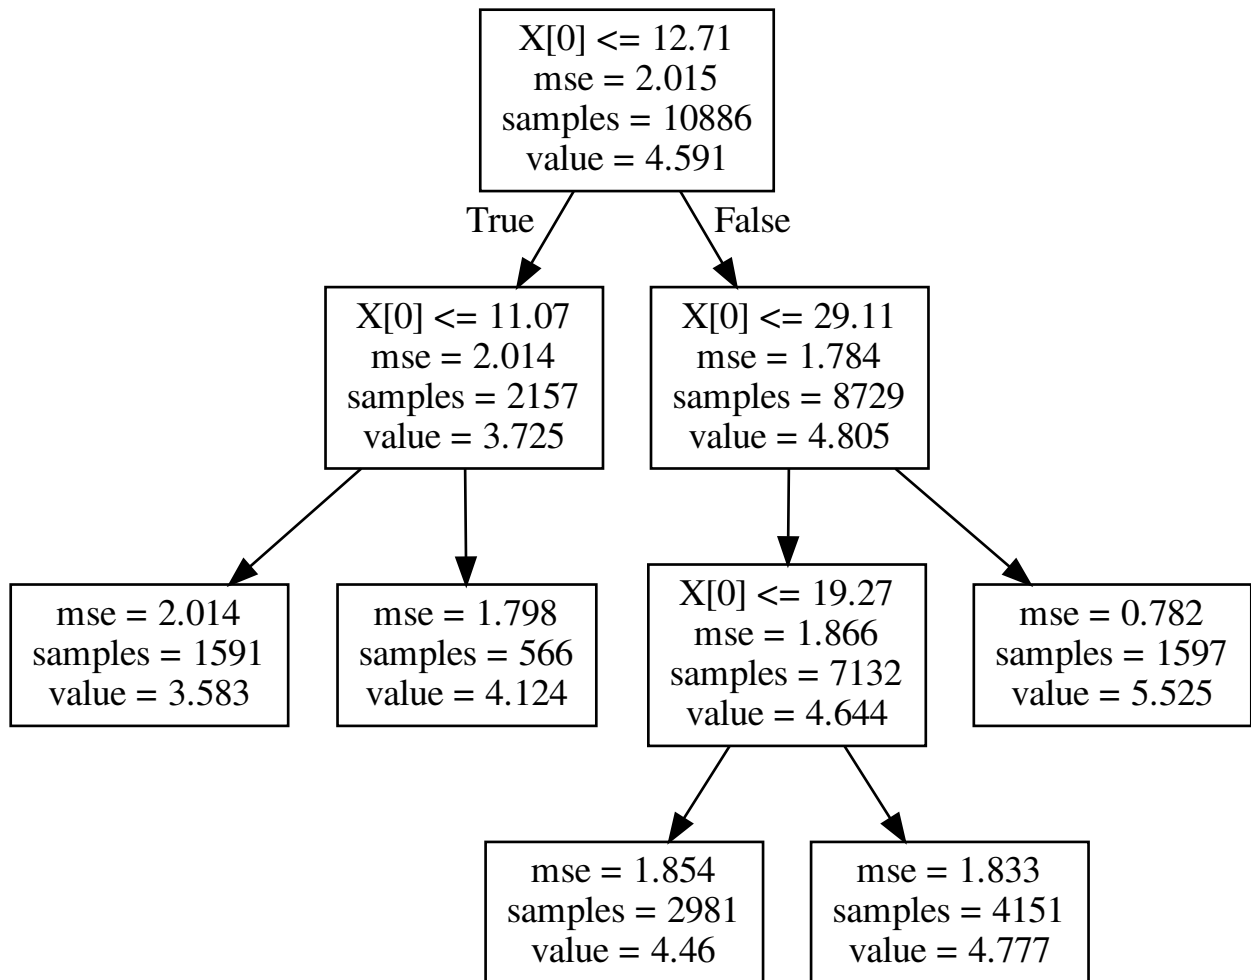 X[0] <= 12.71
mse = 2.015
samples = 10886
value = 4.591
True
False
X[0] <= 11.07
mse = 2.014
samples = 2157
value = 3.725
X[0] <= 29.11
mse = 1.784
samples = 8729
value = 4.805
mse = 2.014
samples = 1591
value = 3.583
mse = 1.798
samples = 566
value = 4.124
X[0] <= 19.27
mse = 1.866
samples = 7132
value = 4.644
mse = 0.782
samples = 1597
value = 5.525
mse = 1.854
samples = 2981
value = 4.46
mse = 1.833
samples = 4151
value = 4.777